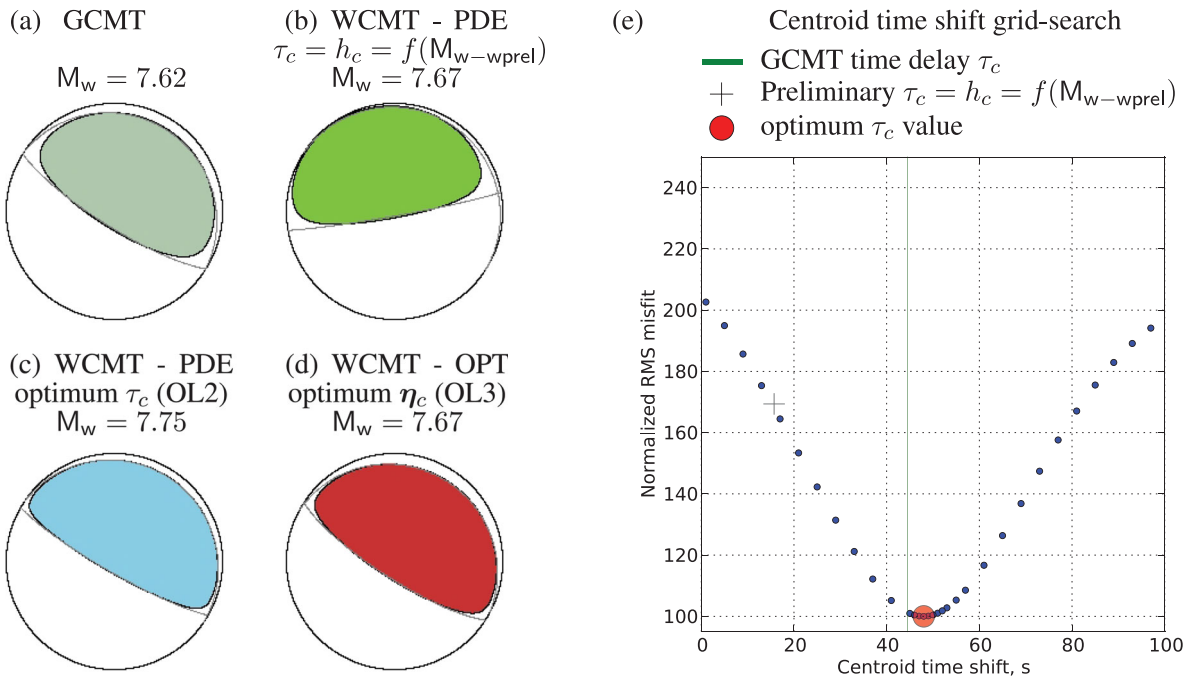 (a) GCMT
M_w = 7.62
(b) WCMT - PDE
τ_c = h_c = f(M_w−wprel)
M_w = 7.67
(c) WCMT - PDE
optimum τ_c (OL2)
M_w = 7.75
(d) WCMT - OPT
optimum η_c (OL3)
M_w = 7.67
(e) Centroid time shift grid-search
GCMT time delay τ_c
Preliminary τ_c = h_c = f(M_w−wprel)
optimum τ_c value
Normalized RMS misfit
240
220
200
180
160
140
120
100
0 20 40 60 80 100
Centroid time shift, s